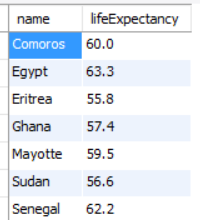 name lifeExpectancy
Comoros 60.0
Egypt 63.3
Eritrea 55.8
Ghana 57.4
Mayotte 59.5
Sudan 56.6
Senegal 62.2